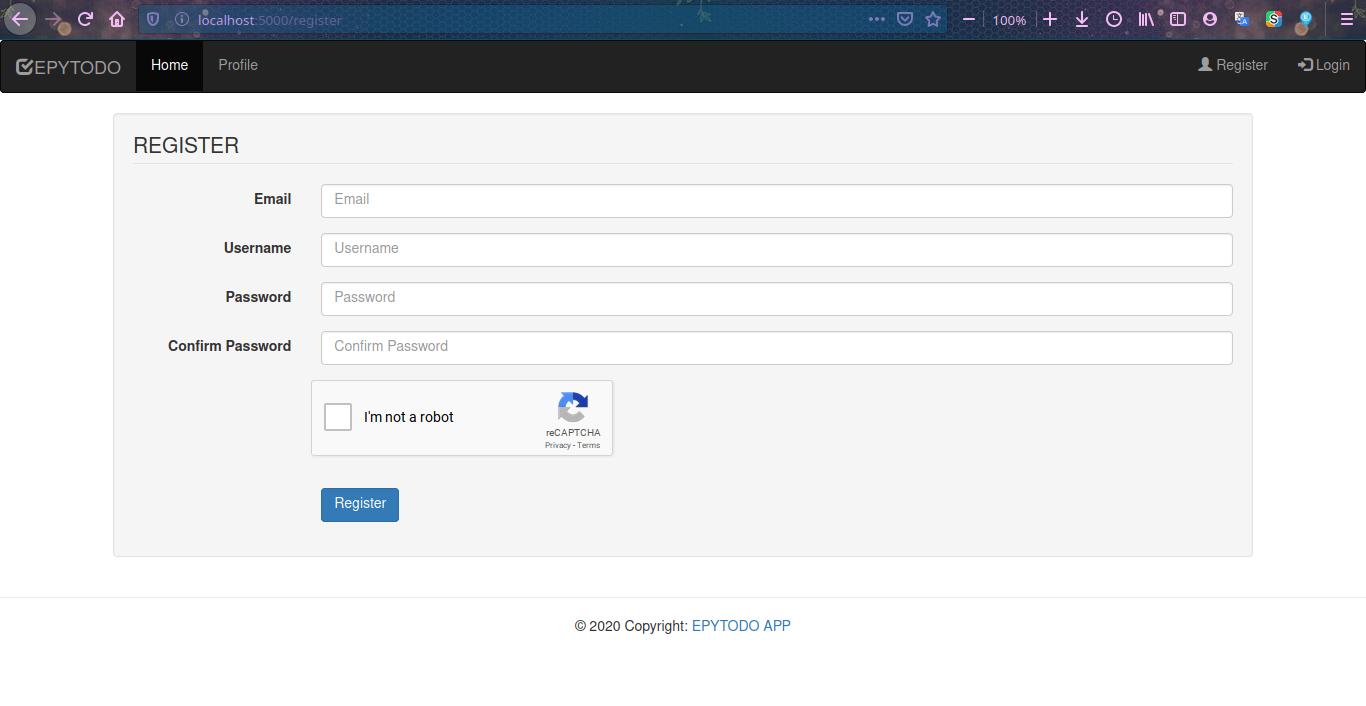 localhost:5000/register
100%
EPYTODO Home Profile Register Login
REGISTER
Email Email
Username Username
Password Password
Confirm Password Confirm Password
I'm not a robot
reCAPTCHA
Privacy - Terms
Register
© 2020 Copyright: EPYTODO APP